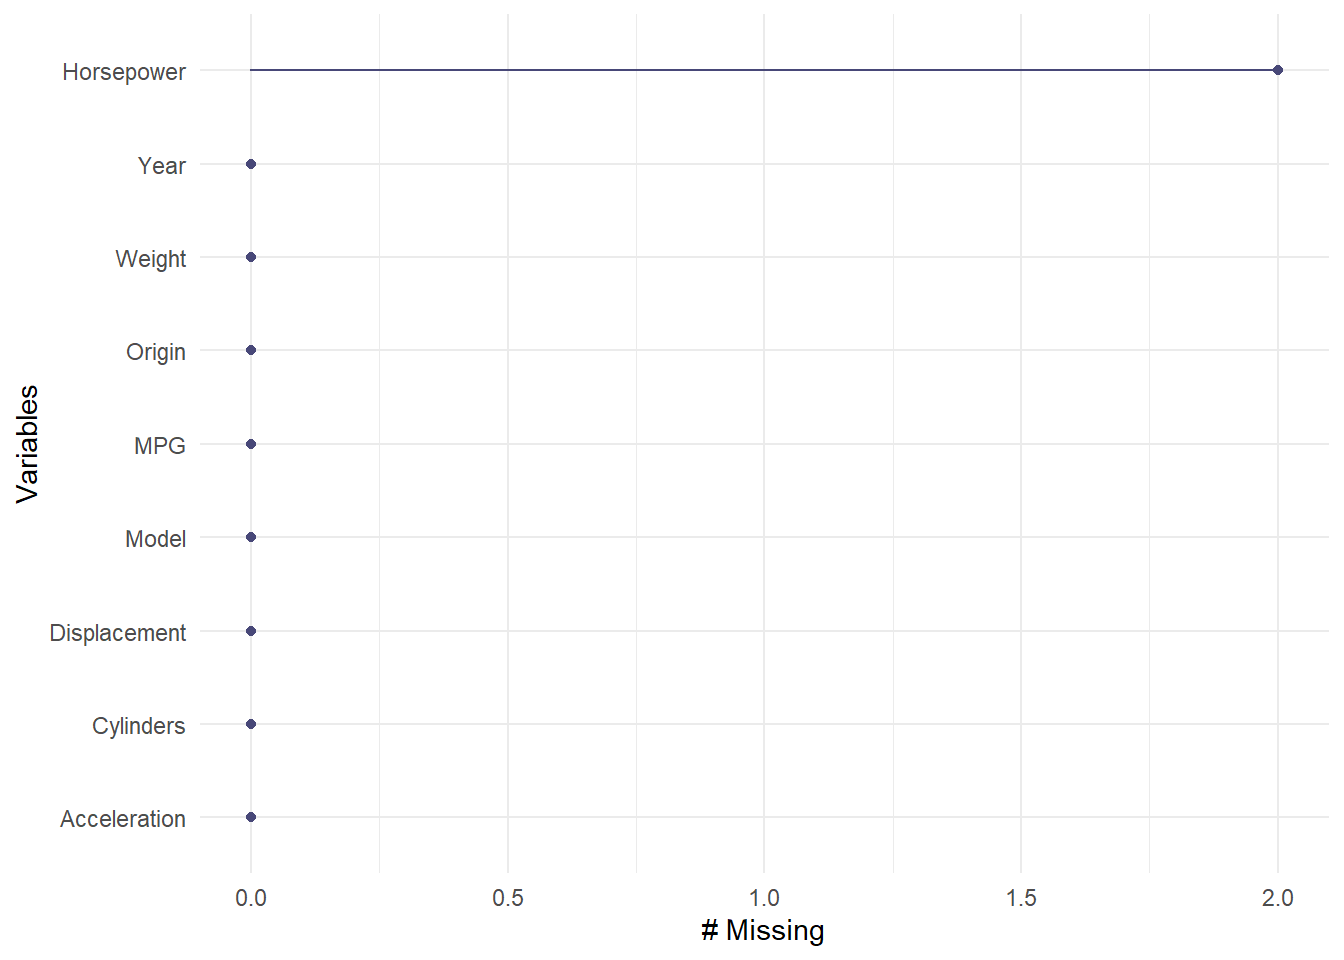 Horsepower
Year
Weight
Origin
MPG
Model
Displacement
Cylinders
Acceleration
Variables
0.0 0.5 1.0 1.5 2.0
# Missing